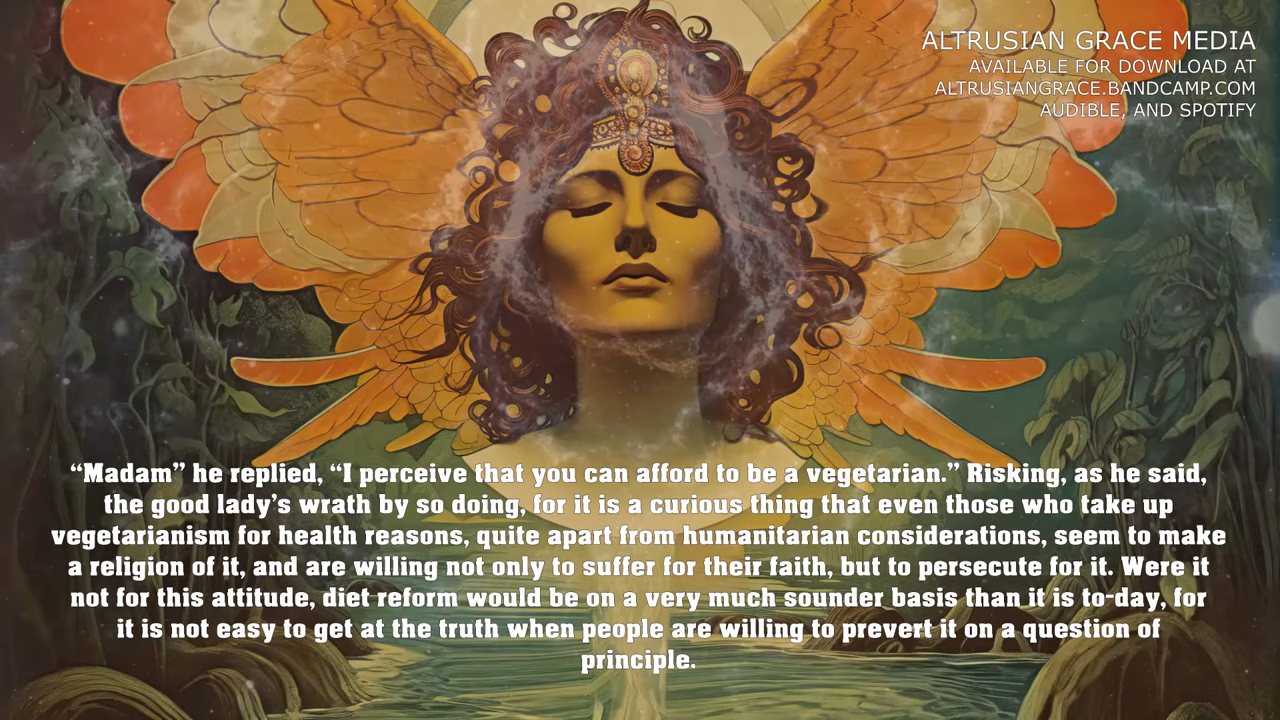 ALTRUSIAN GRACE MEDIA
AVAILABLE FOR DOWNLOAD AT
ALTRUSIANGRACE.BANDCAMP.COM
AUDIBLE, AND SPOTIFY
“Madam” he replied, “I perceive that you can afford to be a vegetarian.” Risking, as he said,
the good lady’s wrath by so doing, for it is a curious thing that even those who take up
vegetarianism for health reasons, quite apart from humanitarian considerations, seem to make
a religion of it, and are willing not only to suffer for their faith, but to persecute for it. Were it
not for this attitude, diet reform would be on a very much sounder basis than it is to-day, for
it is not easy to get at the truth when people are willing to prevert it on a question of
principle.